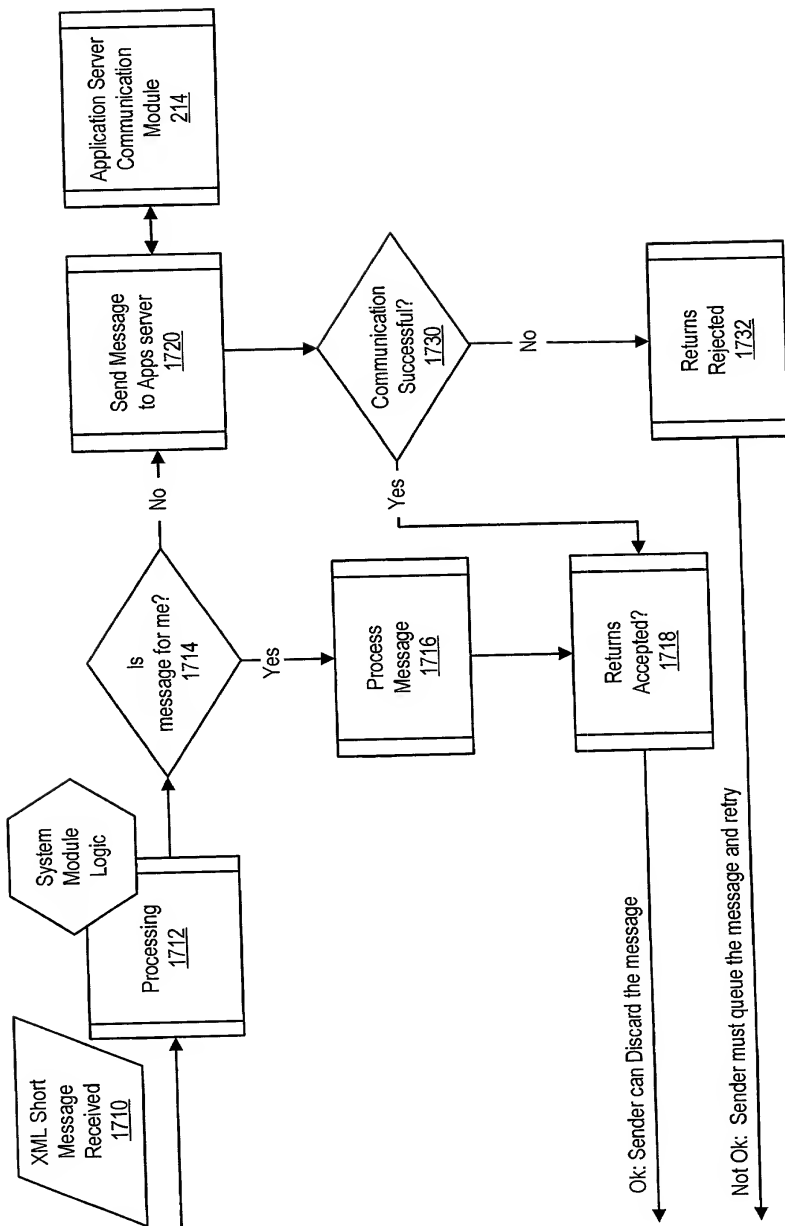 XML Short
Message
Received
1710
System
Module
Logic
Processing
1712
Is
message for me?
1714
No
Yes
Send Message
to Apps server
1720
Application Server
Communication
Module
214
Process
Message
1716
Communication
Successful?
1730
Yes
No
Returns
Accepted?
1718
Returns
Rejected
1732
Ok: Sender can Discard the message
Not Ok: Sender must queue the message and retry